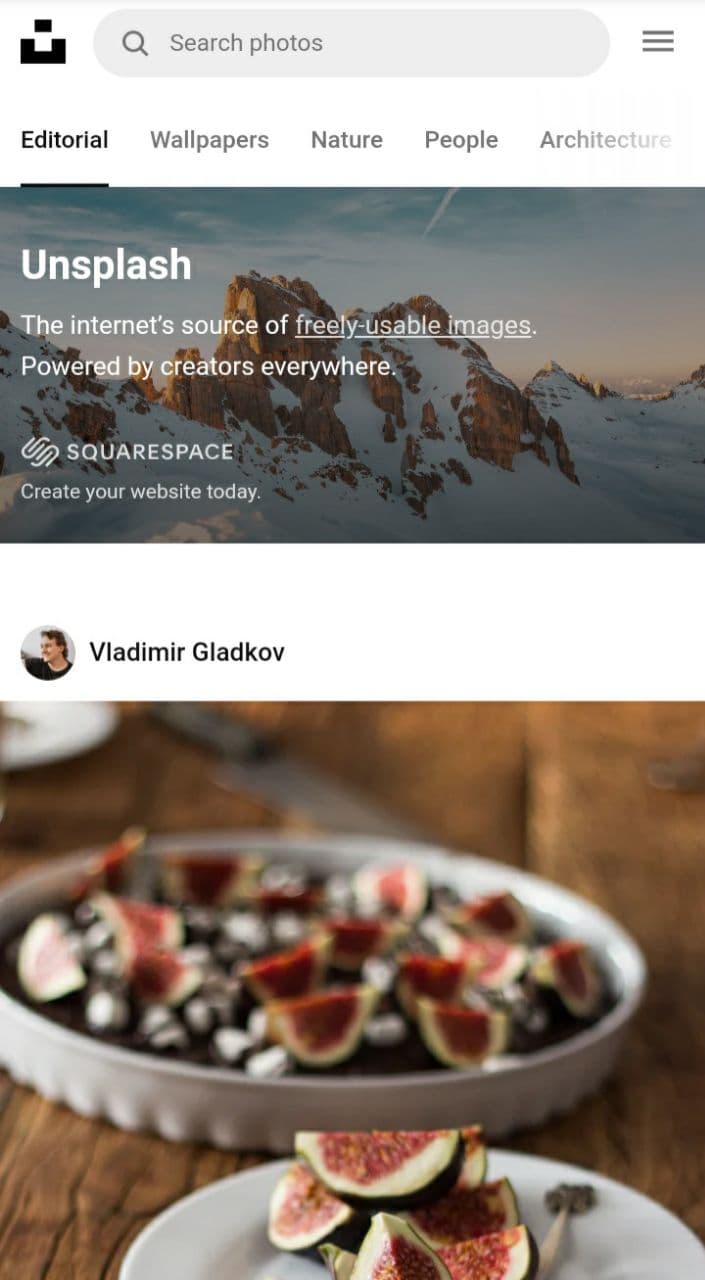 Search photos
Editorial Wallpapers Nature People Architecture
Unsplash
The internet’s source of freely-usable images.
Powered by creators everywhere.
SQUARESPACE
Create your website today.
Vladimir Gladkov